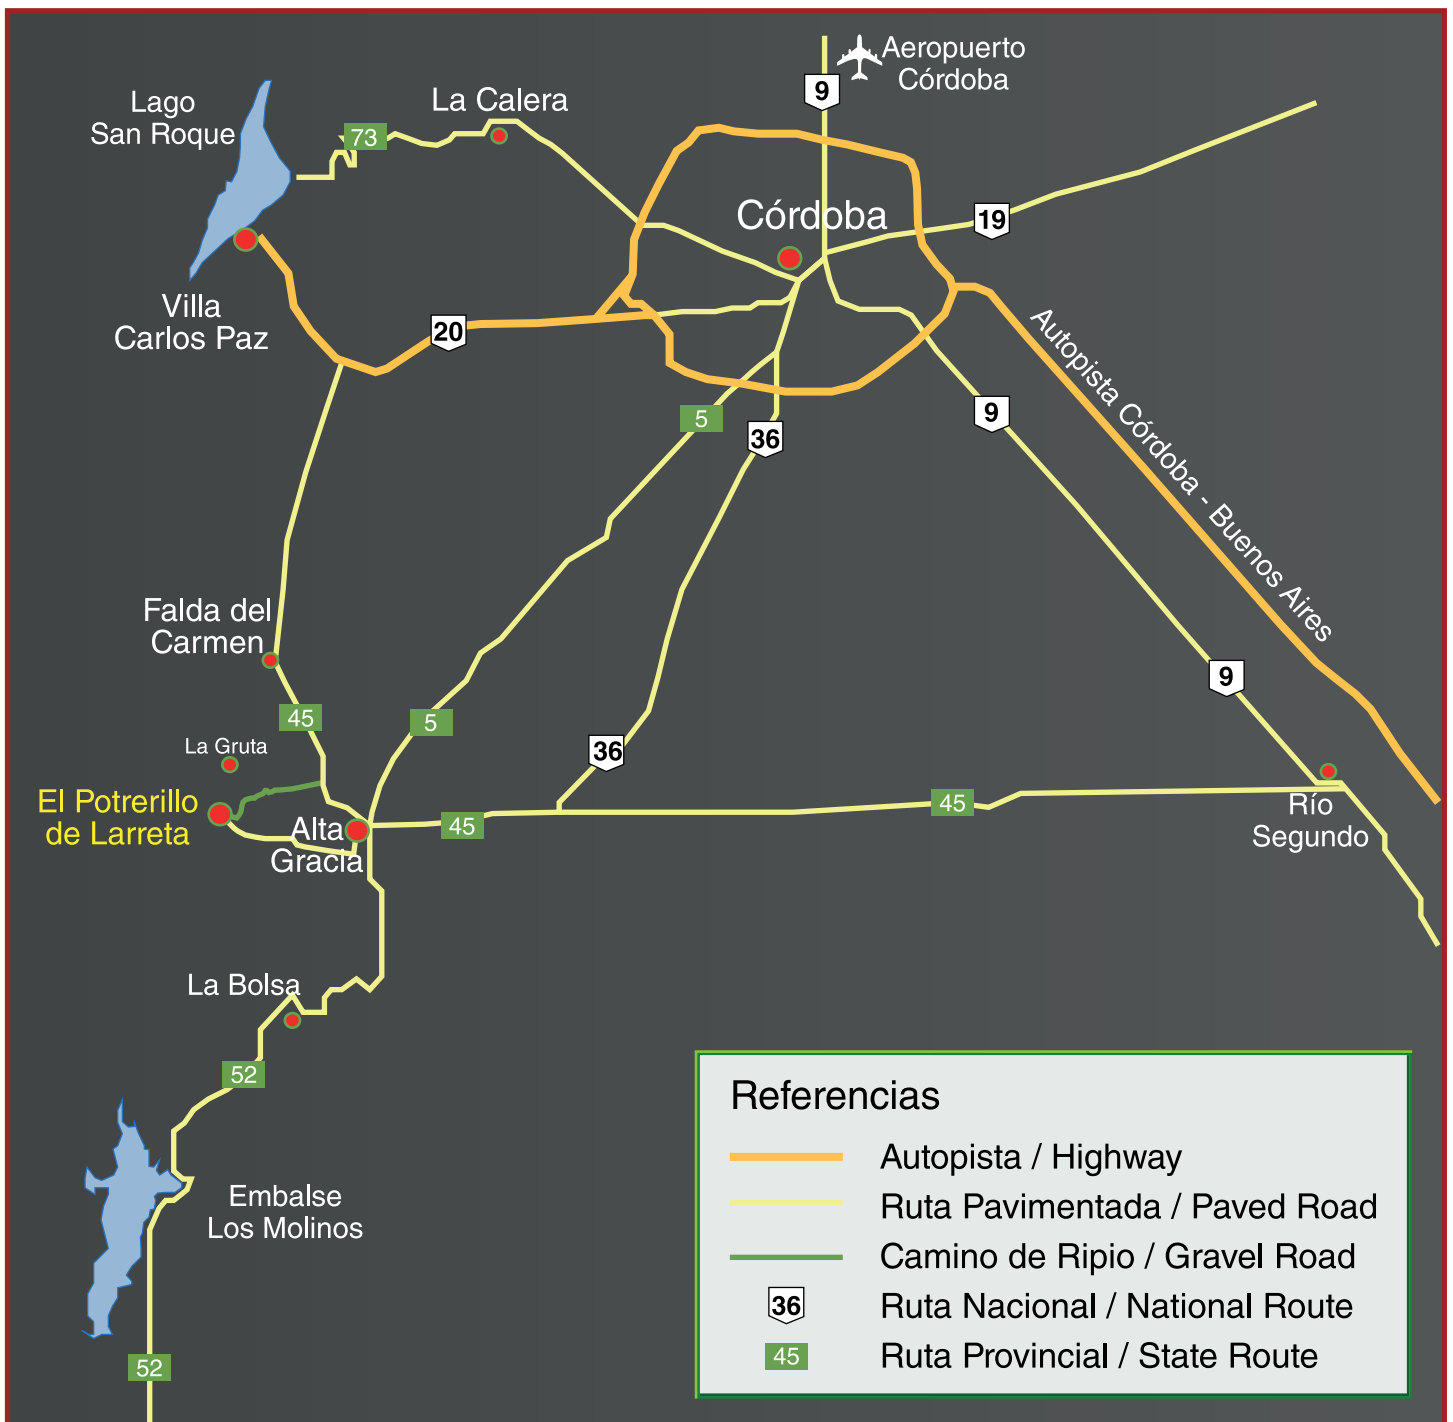 Aeropuerto
Córdoba
9
Lago
San Roque
La Calera
73
Córdoba
19
Villa
Carlos Paz
20
Autopista Córdoba - Buenos Aires
5
36
9
Falda del
Carmen
9
45
5
La Gruta
36
El Potrerillo
de Larreta
Alta
Gracia
45
45
Río
Segundo
La Bolsa
52
Embalse
Los Molinos
52
Referencias
Autopista / Highway
Ruta Pavimentada / Paved Road
Camino de Ripio / Gravel Road
36 Ruta Nacional / National Route
45 Ruta Provincial / State Route